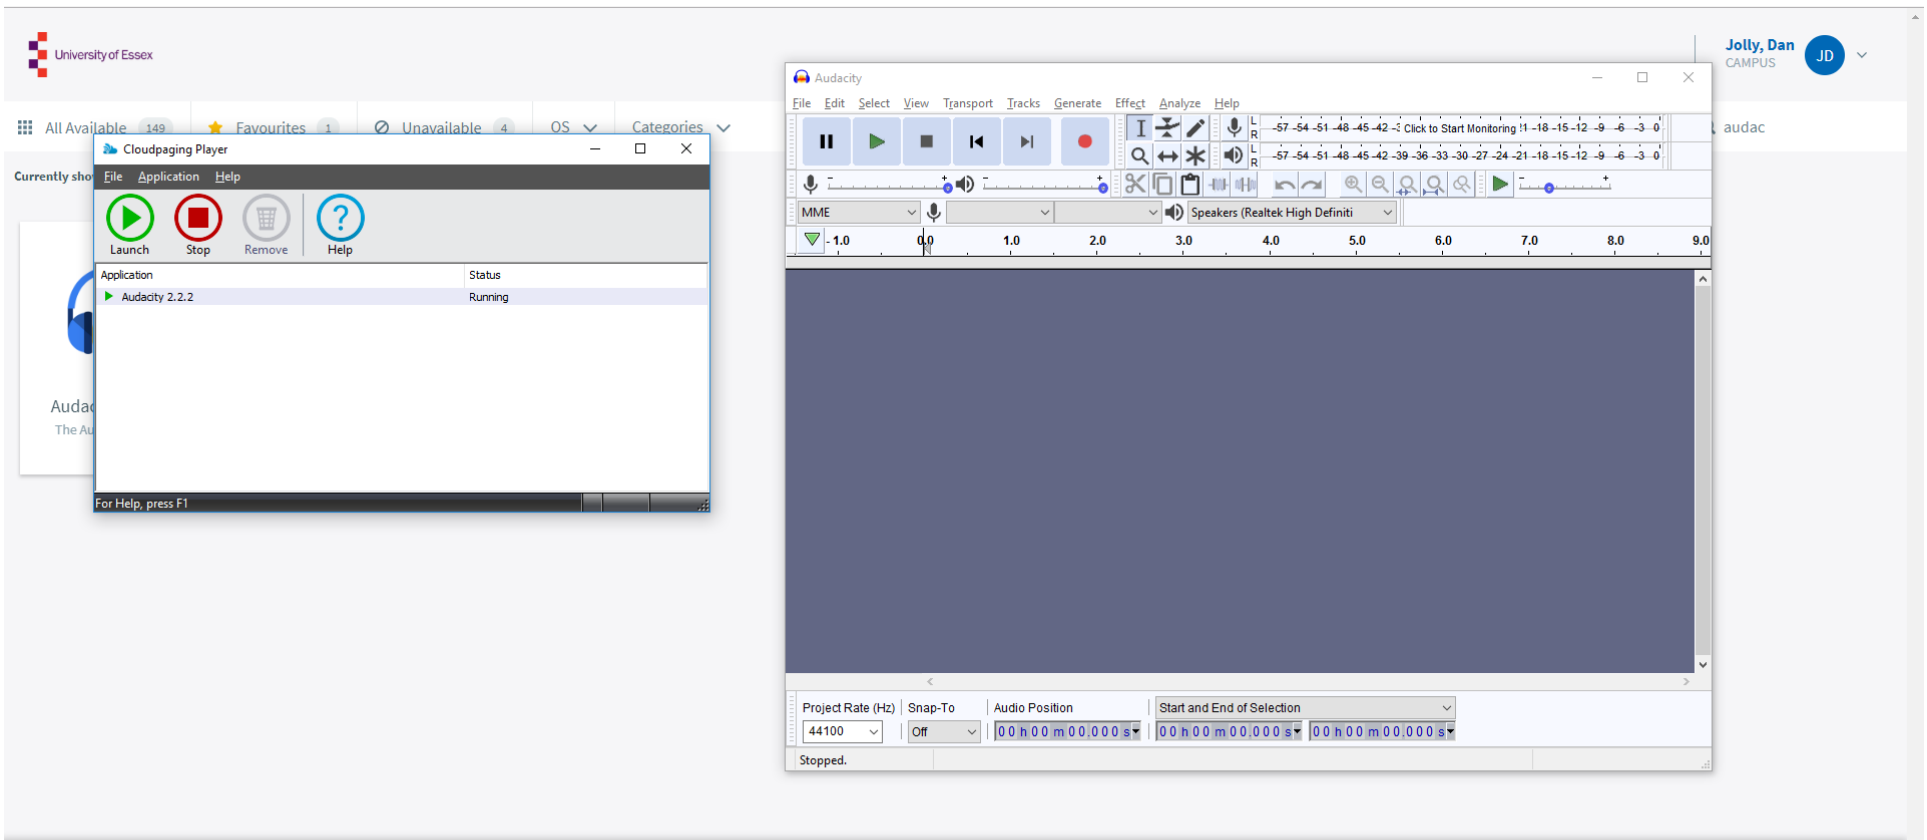 University of Essex
Jolly, Dan
CAMPUS
JD
All Available 149
Favourites 1
Unavailable 4
OS
Categories
audac
Currently sho
Audac
The Au
Cloudpaging Player
File Application Help
Launch Stop Remove Help
Application Status
Audacity 2.2.2 Running
For Help, press F1
Audacity
File Edit Select View Transport Tracks Generate Effect Analyze Help
L
R
-57 -54 -51 -48 -45 -42 -3 Click to Start Monitoring !1 -18 -15 -12 -9 -6 -3 0
L
R
-57 -54 -51 -48 -45 -42 -39 -36 -33 -30 -27 -24 -21 -18 -15 -12 -9 -6 -3 0
- + - + - +
MME Speakers (Realtek High Definiti
- 1.0 0.0 1.0 2.0 3.0 4.0 5.0 6.0 7.0 8.0 9.0
Project Rate (Hz) Snap-To Audio Position Start and End of Selection
44100 Off 00 h 00 m 00.000 s 00 h 00 m 00.000 s 00 h 00 m 00.000 s
Stopped.